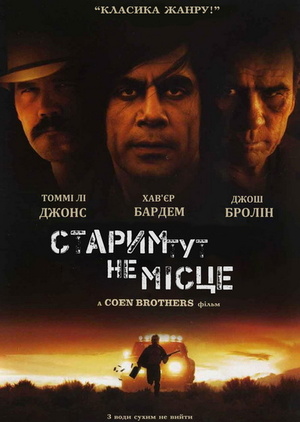 "КЛАСИКА ЖАНРУ!"
ТОММІ ЛІ ДЖОНС
ХАВ'ЄР БАРДЕМ
ДЖОШ БРОЛІН
СТАРИМ ТУТ
НЕ МІСЦЕ
А COEN BROTHERS фільм
З води сухим не вийти